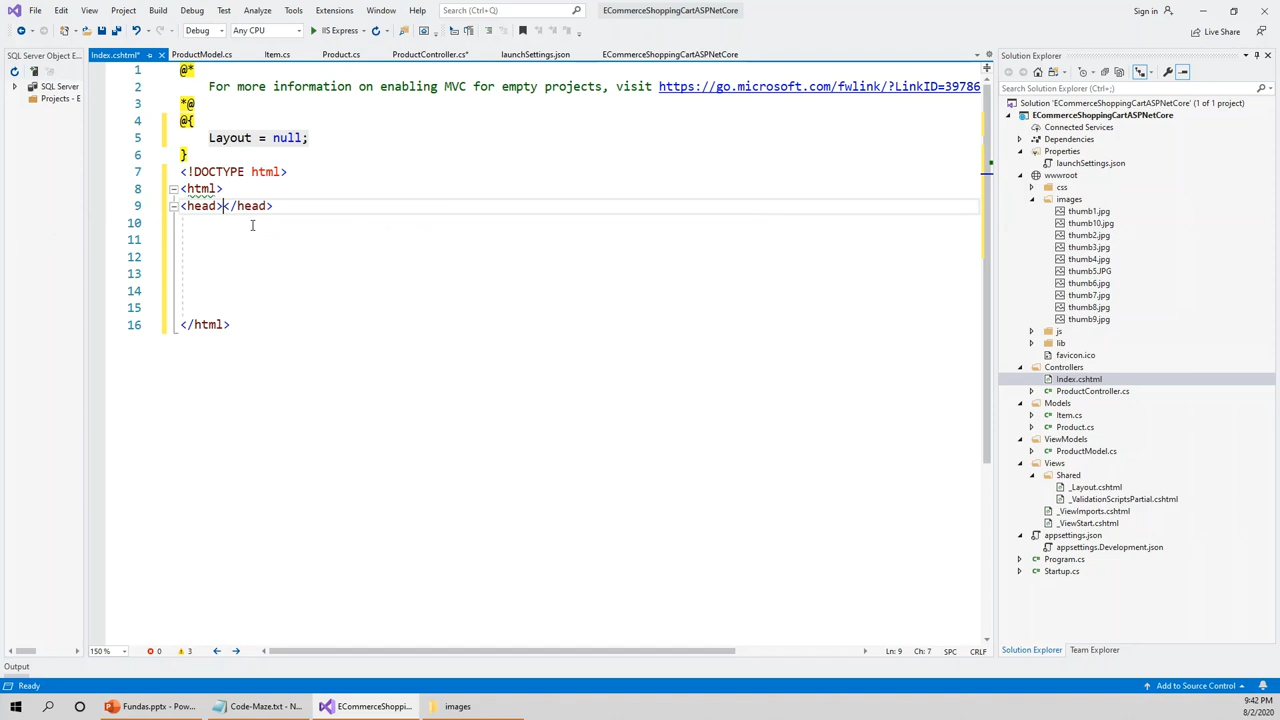 File Edit View Project Build Debug Test Analyze Tools Extensions Window Help Search (Ctrl+Q) ECommerceShoppingCartASPNetCore Sign in
Debug Any CPU IIS Express Live Share
SQL Server Object E...
SQL Server
Projects - E
Index.cshtml* ProductModel.cs Item.cs Product.cs ProductController.cs* launchSettings.json ECommerceShoppingCartASPNetCore
1 @*
2 For more information on enabling MVC for empty projects, visit https://go.microsoft.com/fwlink/?LinkID=39786
3 *@
4 @{
5 Layout = null;
6 }
7 <!DOCTYPE html>
8 <html>
9 <head></head>
10
11
12
13
14
15
16 </html>
150 % 0 3 Ln: 9 Ch: 7 SPC CRLF
Solution Explorer
Search Solution Explorer (Ctrl+;)
Solution 'ECommerceShoppingCartASPNetCore' (1 of 1 project)
ECommerceShoppingCartASPNetCore
Connected Services
Dependencies
Properties
launchSettings.json
wwwroot
css
images
thumb1.jpg
thumb10.jpg
thumb2.jpg
thumb3.jpg
thumb4.jpg
thumb5.JPG
thumb6.jpg
thumb7.jpg
thumb8.jpg
thumb9.jpg
js
lib
favicon.ico
Controllers
Index.cshtml
ProductController.cs
Models
Item.cs
Product.cs
ViewModels
ProductModel.cs
Views
Shared
_Layout.cshtml
_ValidationScriptsPartial.cshtml
_ViewImports.cshtml
_ViewStart.cshtml
appsettings.json
appsettings.Development.json
Program.cs
Startup.cs
Solution Explorer Team Explorer
Output
Ready Add to Source Control
Fundas.pptx - Pow... Code-Maze.txt - N... ECommerceShoppi... images
9:42 PM
8/2/2020